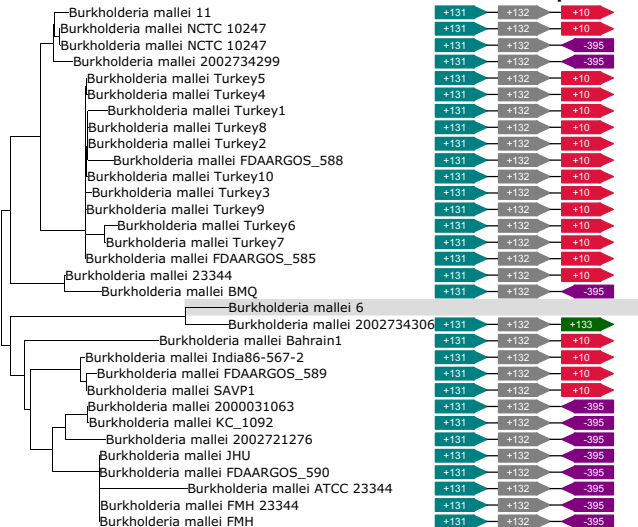 Burkholderia mallei 11 +131 +132 +10
Burkholderia mallei NCTC 10247 +131 +132 +10
Burkholderia mallei NCTC 10247 +131 +132 -395
Burkholderia mallei 2002734299 +131 +132 -395
Burkholderia mallei Turkey5 +131 +132 +10
Burkholderia mallei Turkey4 +131 +132 +10
Burkholderia mallei Turkey1 +131 +132 +10
Burkholderia mallei Turkey8 +131 +132 +10
Burkholderia mallei Turkey2 +131 +132 +10
Burkholderia mallei FDAARGOS_588 +131 +132 +10
Burkholderia mallei Turkey10 +131 +132 +10
Burkholderia mallei Turkey3 +131 +132 +10
Burkholderia mallei Turkey9 +131 +132 +10
Burkholderia mallei Turkey6 +131 +132 +10
Burkholderia mallei Turkey7 +131 +132 +10
Burkholderia mallei FDAARGOS_585 +131 +132 +10
Burkholderia mallei 23344 +131 +132 +10
Burkholderia mallei BMQ +131 +132 -395
Burkholderia mallei 6
Burkholderia mallei 2002734306 +131 +132 +133
Burkholderia mallei Bahrain1 +131 +132 +10
Burkholderia mallei India86-567-2 +131 +132 +10
Burkholderia mallei FDAARGOS_589 +131 +132 +10
Burkholderia mallei SAVP1 +131 +132 +10
Burkholderia mallei 2000031063 +131 +132 -395
Burkholderia mallei KC_1092 +131 +132 -395
Burkholderia mallei 2002721276 +131 +132 -395
Burkholderia mallei JHU +131 +132 -395
Burkholderia mallei FDAARGOS_590 +131 +132 -395
Burkholderia mallei ATCC 23344 +131 +132 -395
Burkholderia mallei FMH 23344 +131 +132 -395
Burkholderia mallei FMH +131 +132 -395